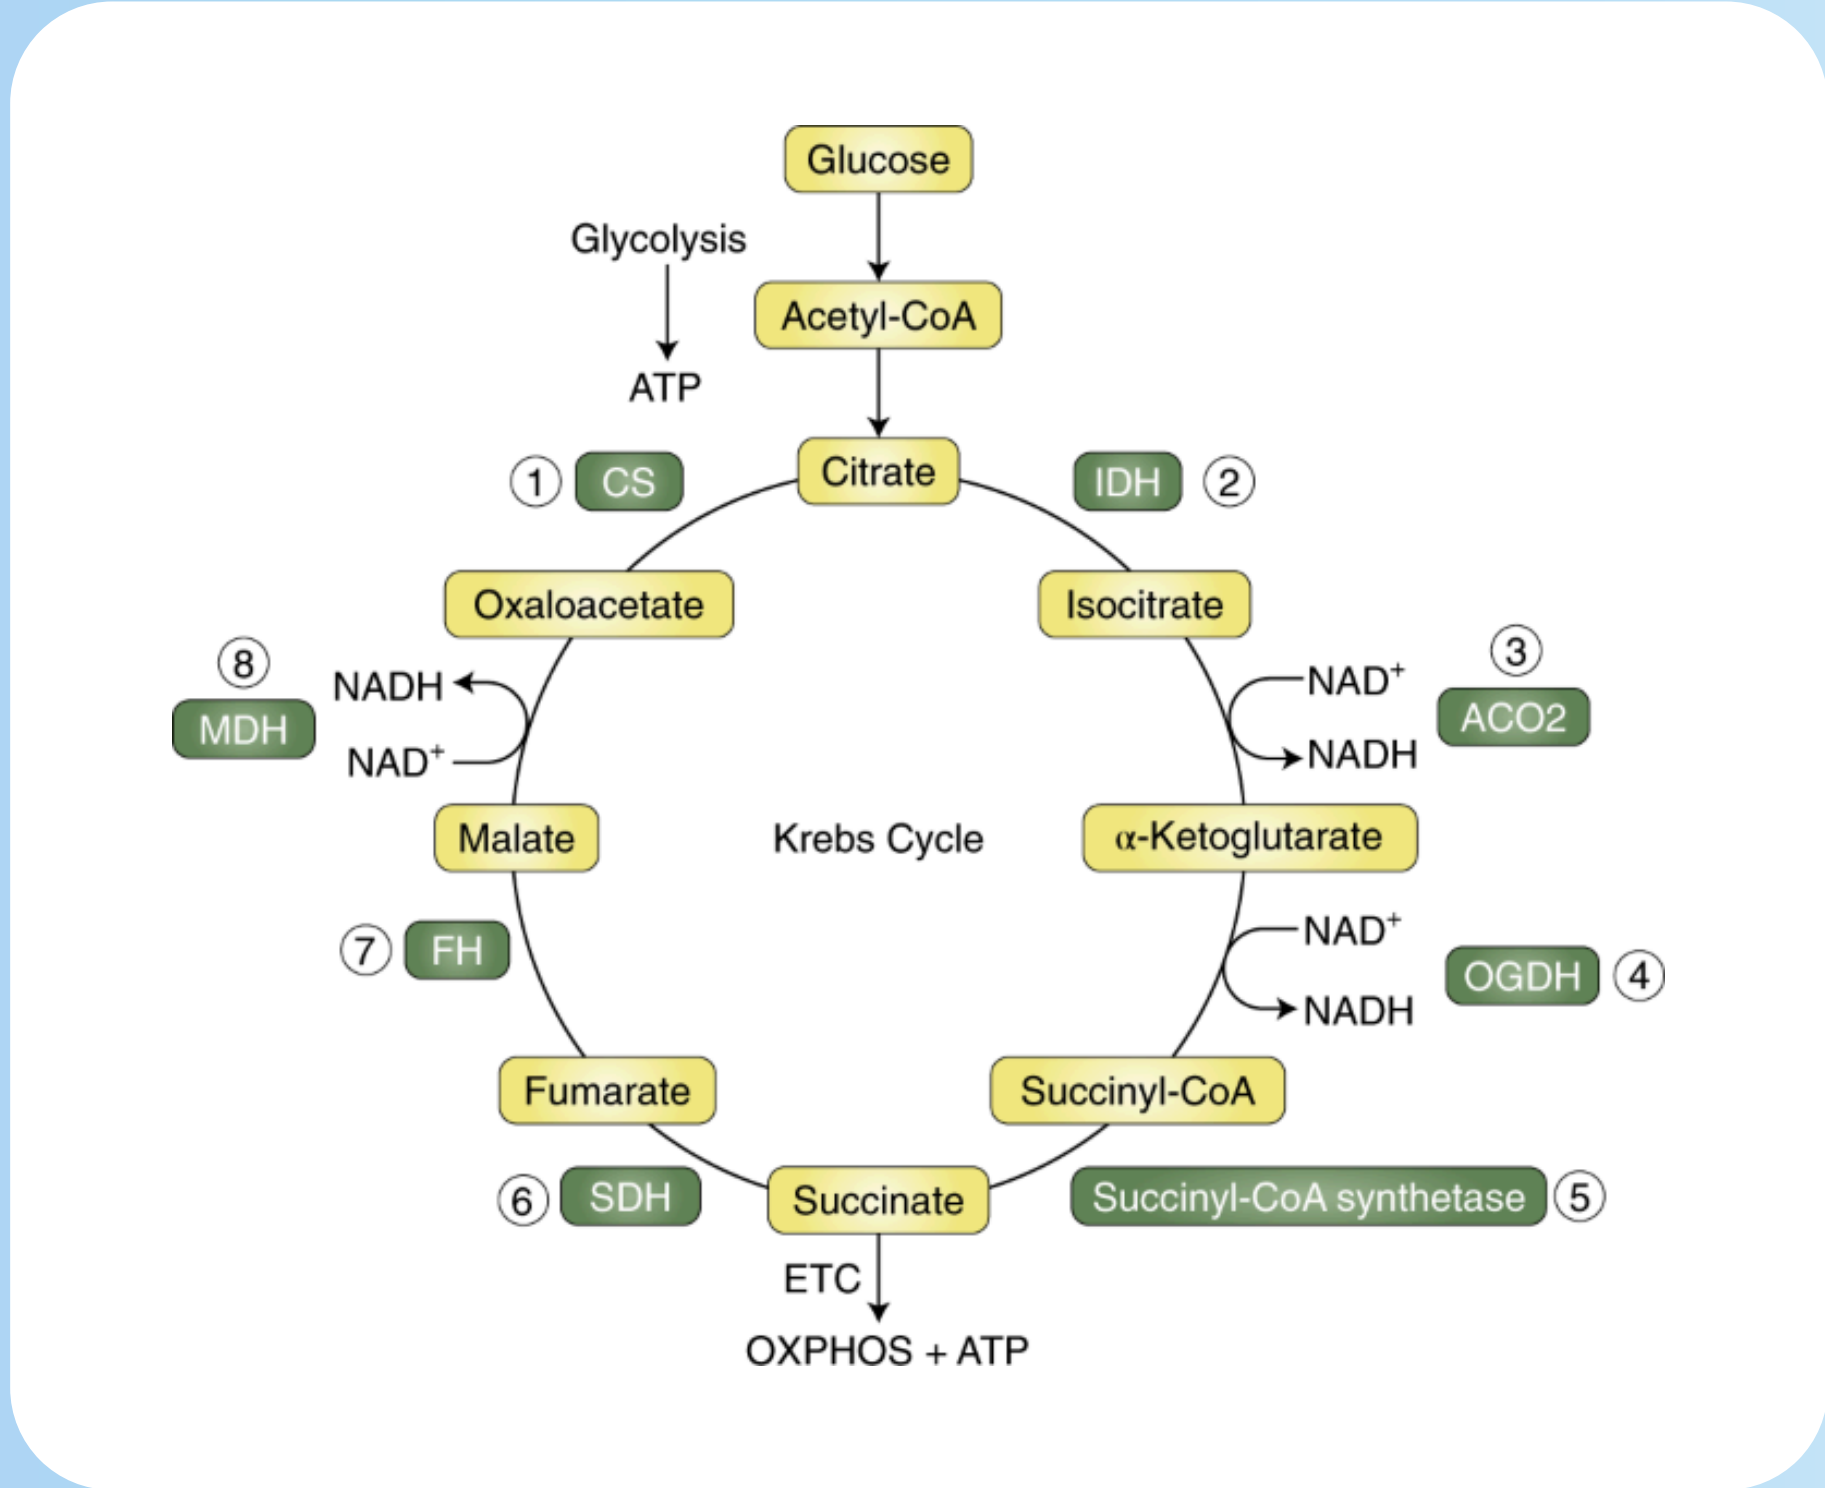 Glucose
Glycolysis
Acetyl-CoA
ATP
① CS
Citrate
IDH ②
Oxaloacetate
Isocitrate
⑧
MDH
NADH
NAD⁺
NAD⁺
NADH
③
ACO2
Malate
Krebs Cycle
α-Ketoglutarate
⑦ FH
NAD⁺
NADH
OGDH ④
Fumarate
Succinyl-CoA
⑥ SDH
Succinate
Succinyl-CoA synthetase ⑤
ETC
OXPHOS + ATP